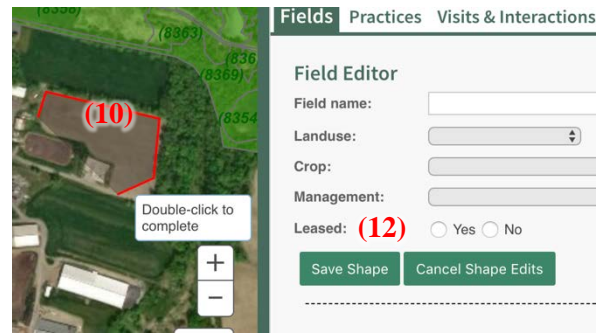 (8358)
(8363)
(836
(8369)
(8354
(10)
Double-click to
complete
+
−
Fields Practices Visits & Interactions
Field Editor
Field name:
Landuse:
Crop:
Management:
Leased: (12) Yes No
Save Shape Cancel Shape Edits